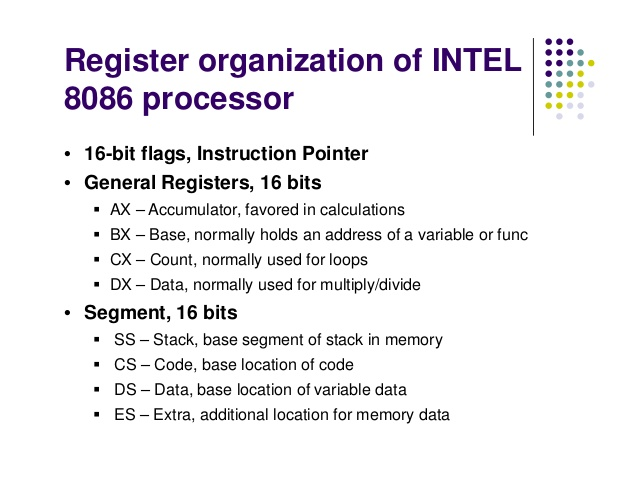 Register organization of INTEL
8086 processor
• 16-bit flags, Instruction Pointer
• General Registers, 16 bits
▪ AX – Accumulator, favored in calculations
▪ BX – Base, normally holds an address of a variable or func
▪ CX – Count, normally used for loops
▪ DX – Data, normally used for multiply/divide
• Segment, 16 bits
▪ SS – Stack, base segment of stack in memory
▪ CS – Code, base location of code
▪ DS – Data, base location of variable data
▪ ES – Extra, additional location for memory data